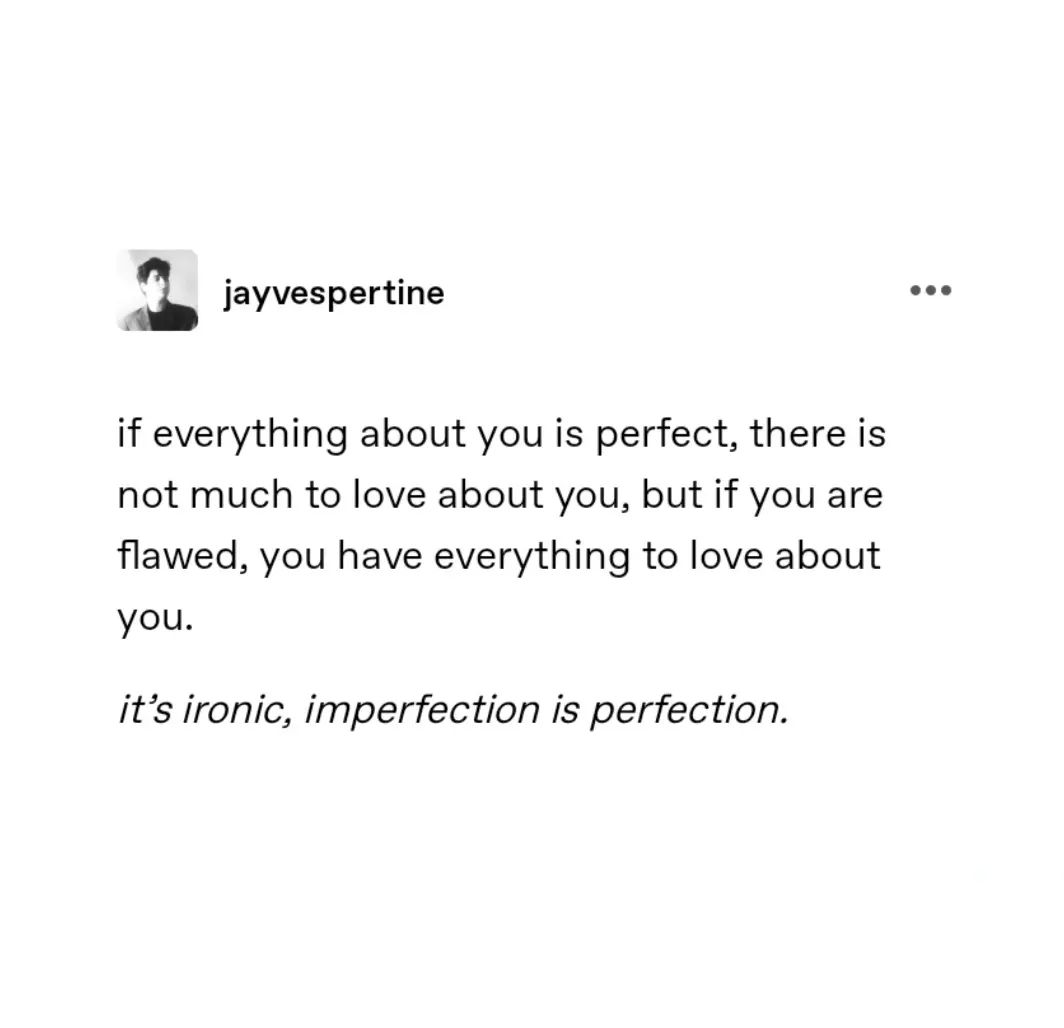 jayvespertine
if everything about you is perfect, there is
not much to love about you, but if you are
flawed, you have everything to love about
you.
it’s ironic, imperfection is perfection.